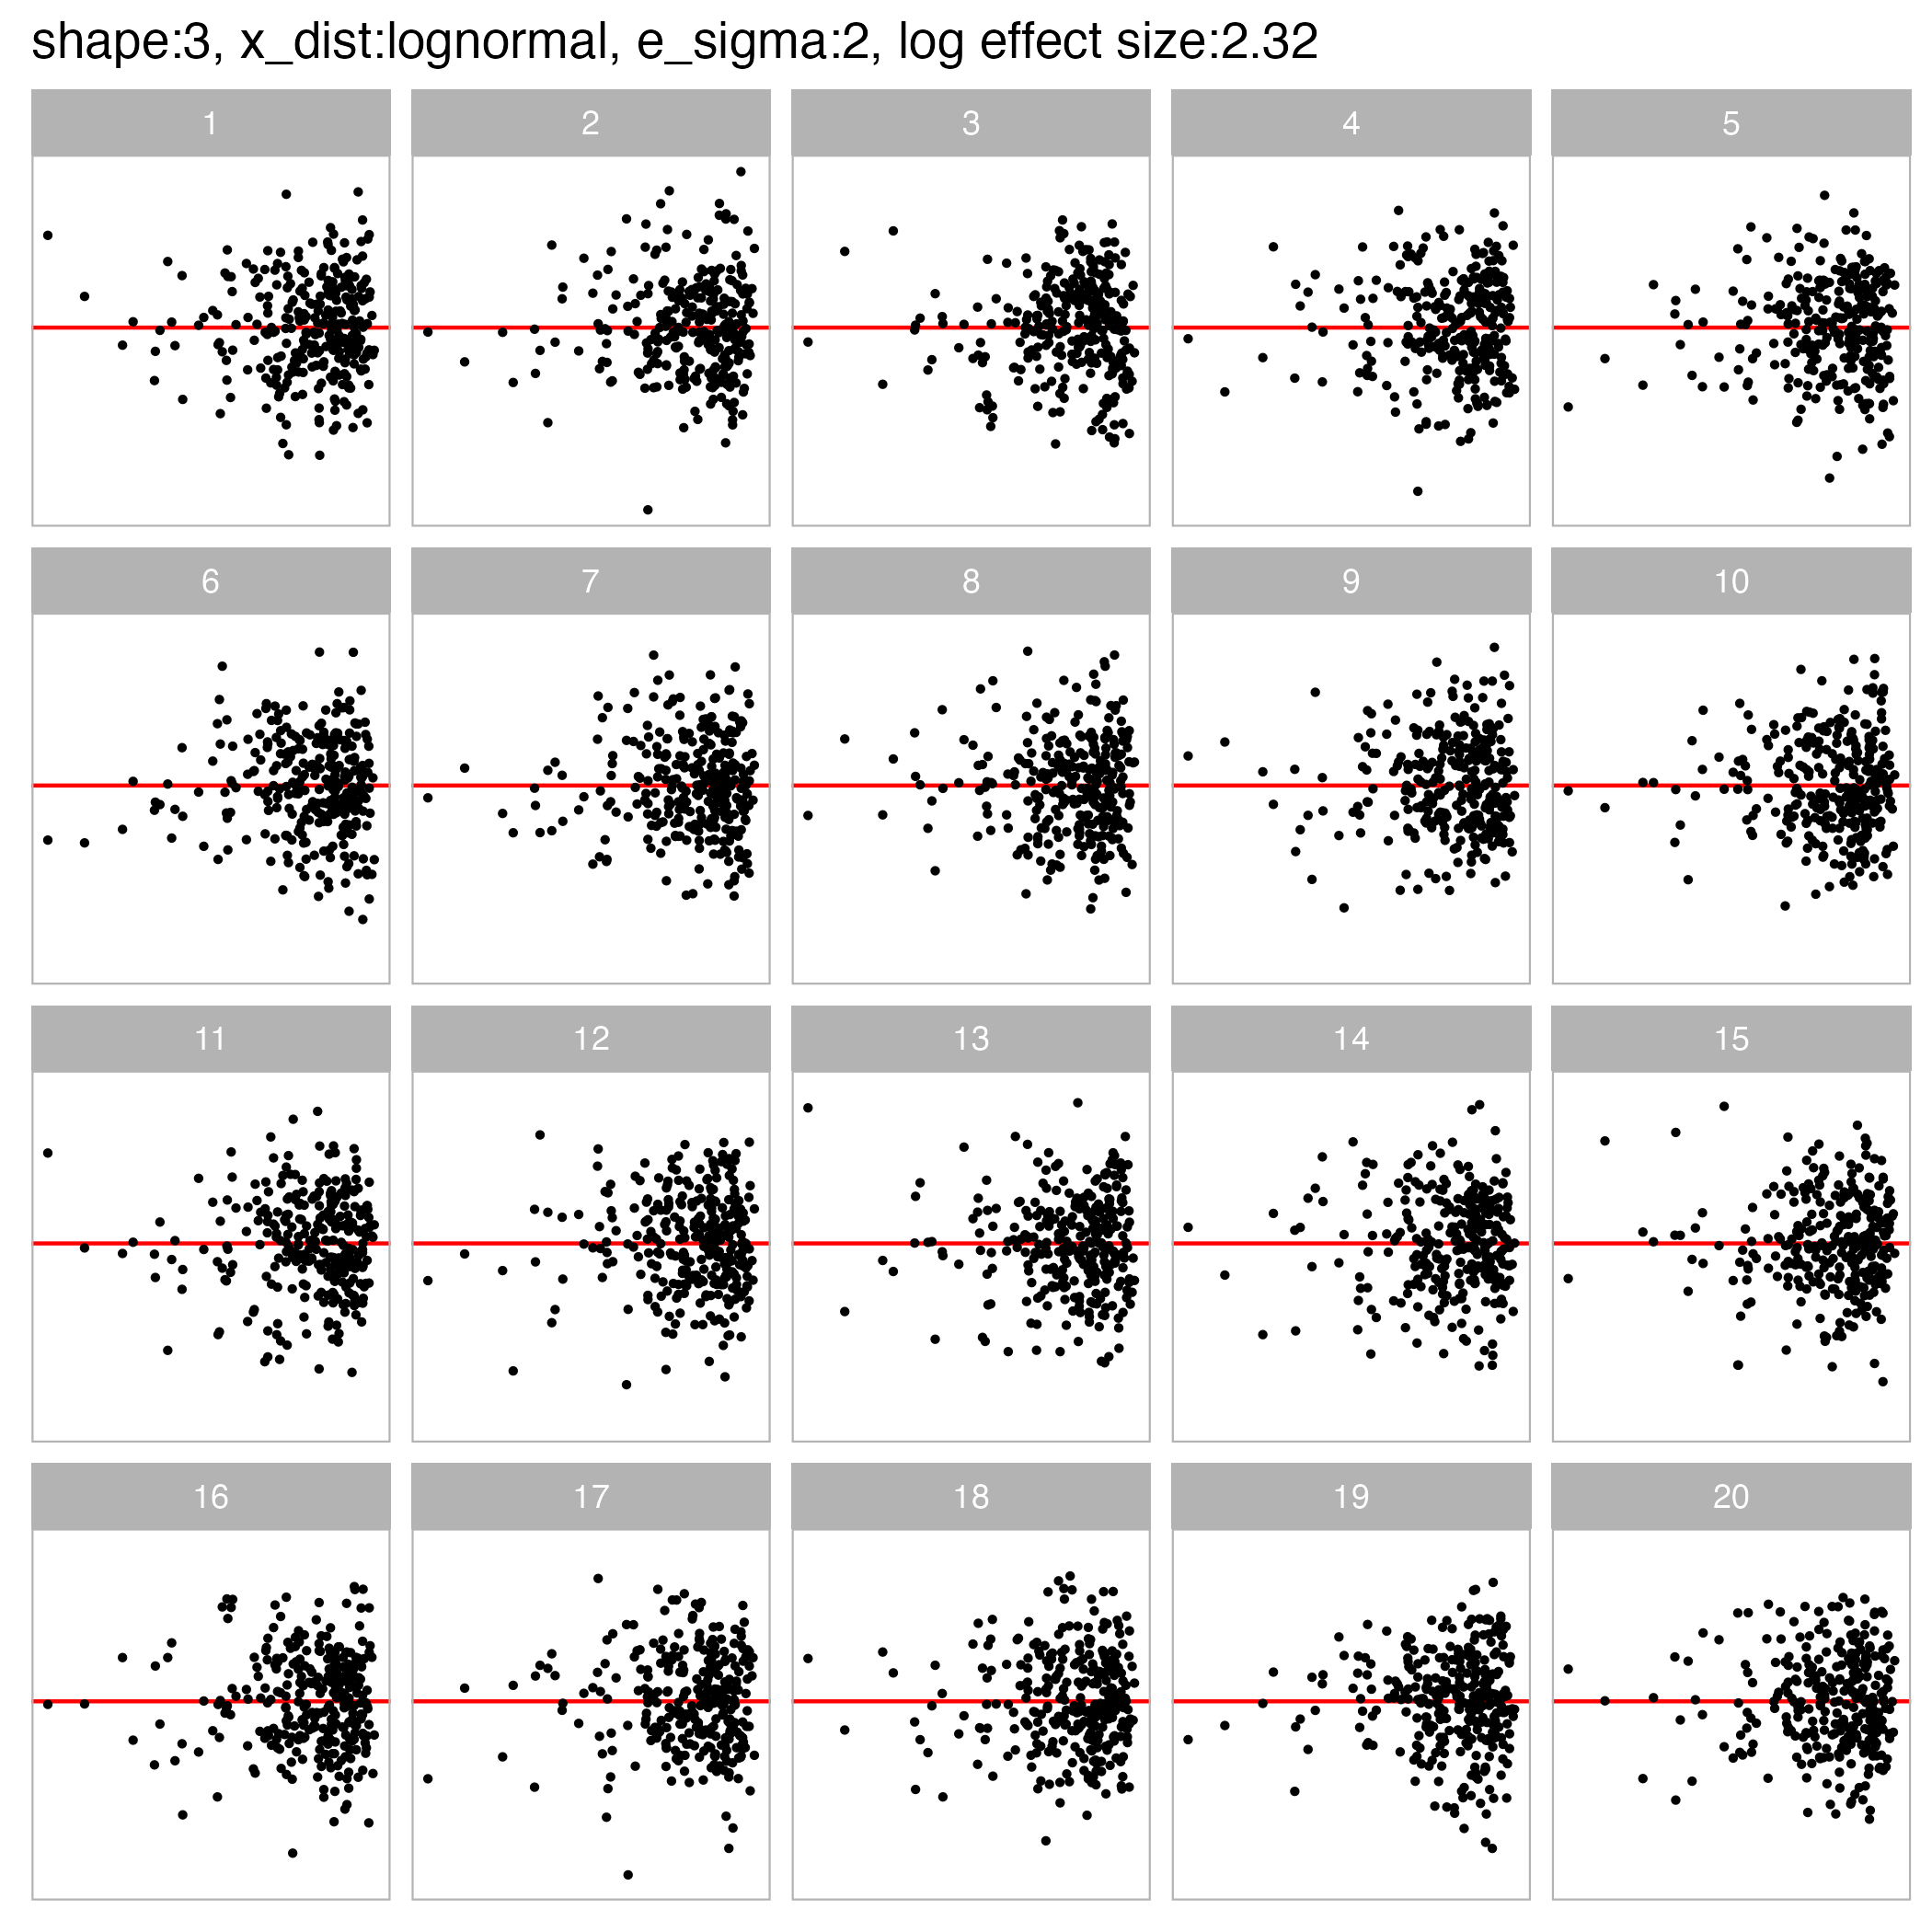 shape:3, x_dist:lognormal, e_sigma:2, log effect size:2.32
1 2 3 4 5
6 7 8 9 10
11 12 13 14 15
16 17 18 19 20